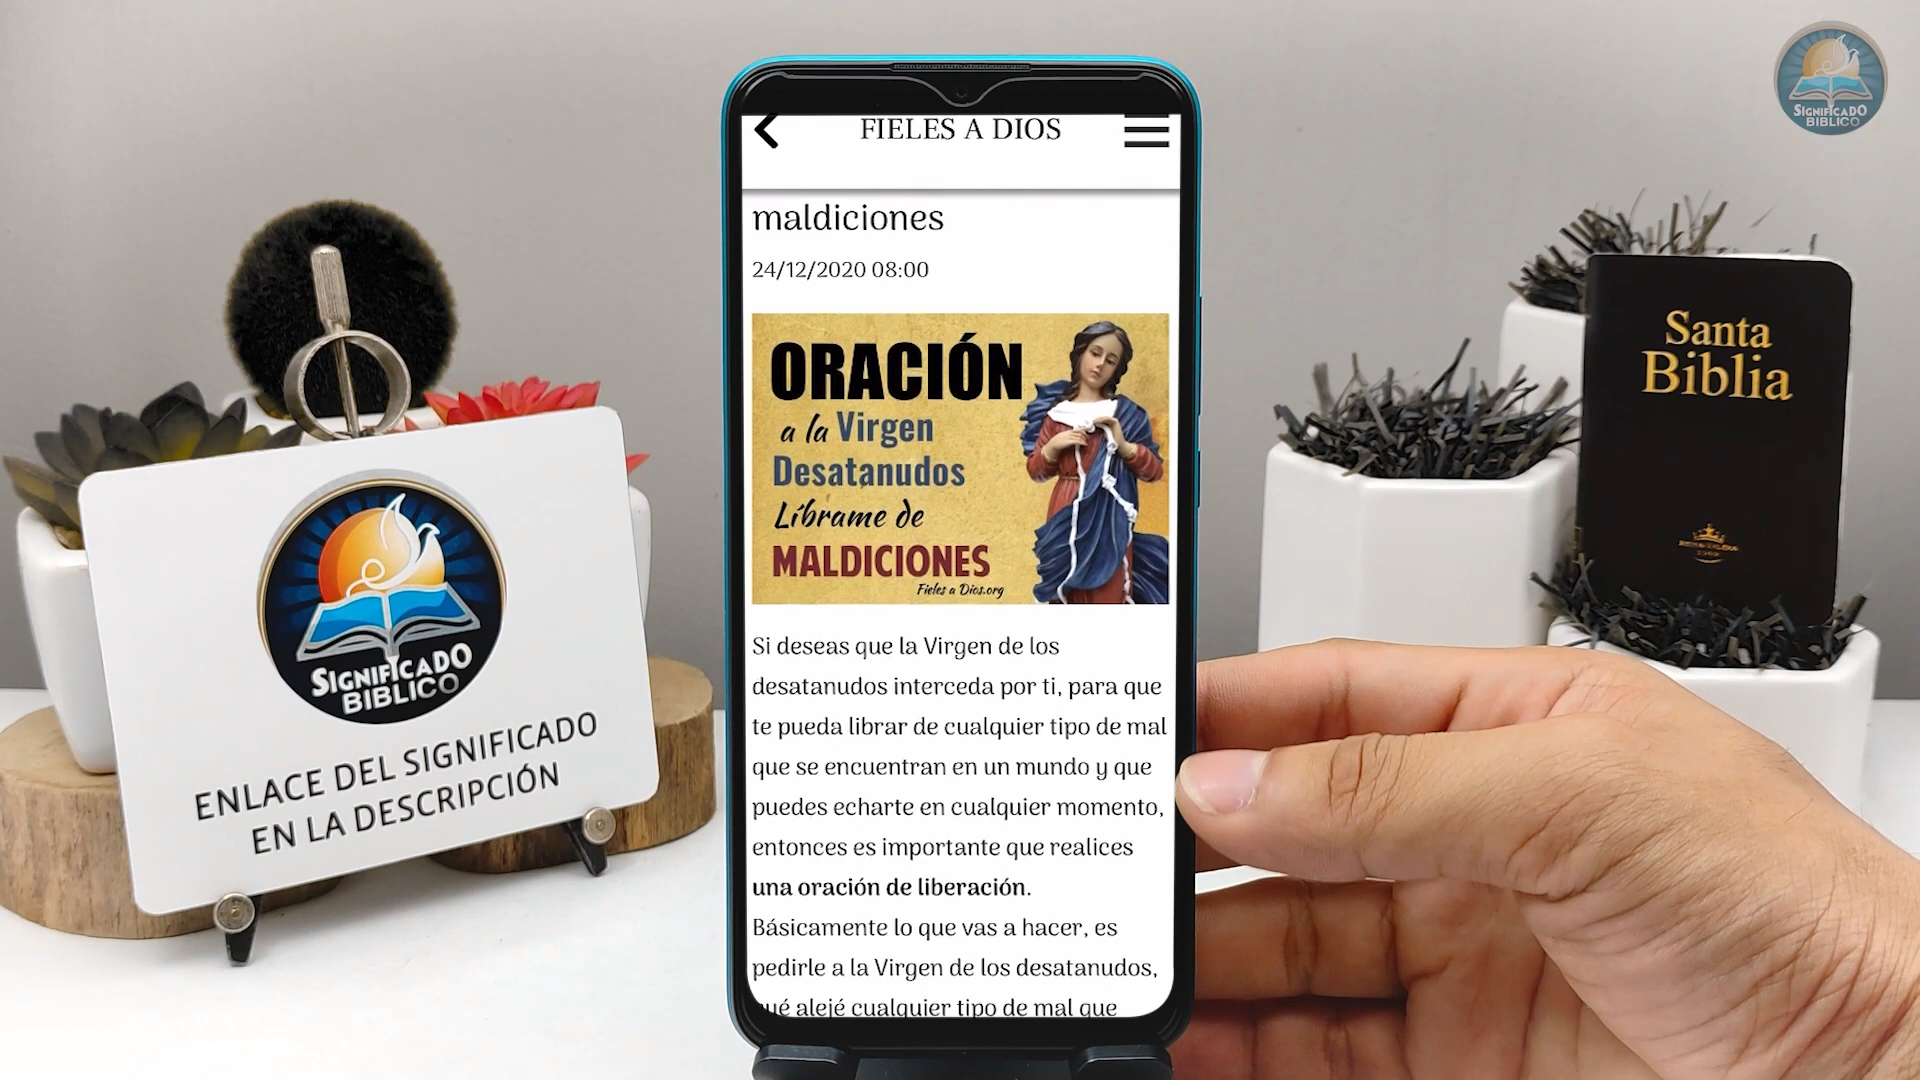 SIGNIFICADO
BIBLICO
FIELES A DIOS
maldiciones
24/12/2020 08:00
ORACIÓN
a la Virgen
Desatanudos
Líbrame de
MALDICIONES
Fieles a Dios.org
Si deseas que la Virgen de los
desatanudos interceda por ti, para que
te pueda librar de cualquier tipo de mal
que se encuentran en un mundo y que
puedes echarte en cualquier momento,
entonces es importante que realices
una oración de liberación.
Básicamente lo que vas a hacer, es
pedirle a la Virgen de los desatanudos,
qué alejé cualquier tipo de mal que
SIGNIFICADO
BIBLICO
ENLACE DEL SIGNIFICADO
EN LA DESCRIPCIÓN
Santa
Biblia
REINA-VALERA